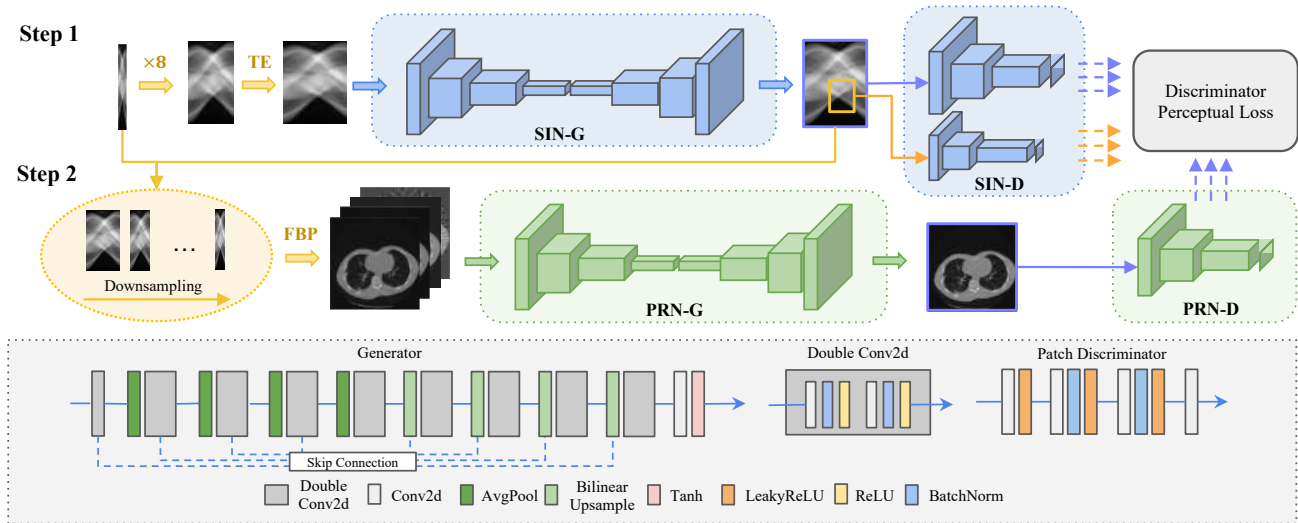 Step 1
×8
TE
SIN-G
SIN-D
Discriminator
Perceptual Loss
Step 2
Downsampling
FBP
PRN-G
PRN-D
Generator
Double Conv2d
Patch Discriminator
Skip Connection
Double
Conv2d
Conv2d
AvgPool
Bilinear
Upsample
Tanh
LeakyReLU
ReLU
BatchNorm